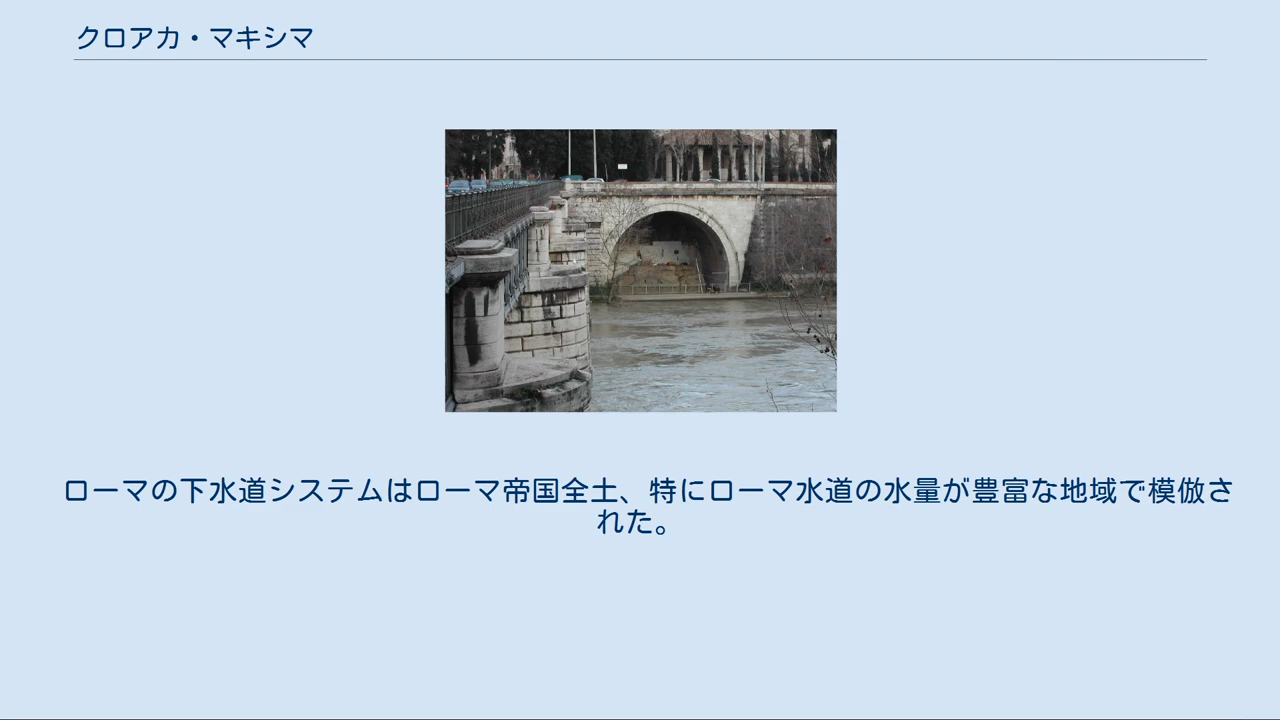 クロアカ・マキシマ
ローマの下水道システムはローマ帝国全土、特にローマ水道の水量が豊富な地域で模倣さ
れた。